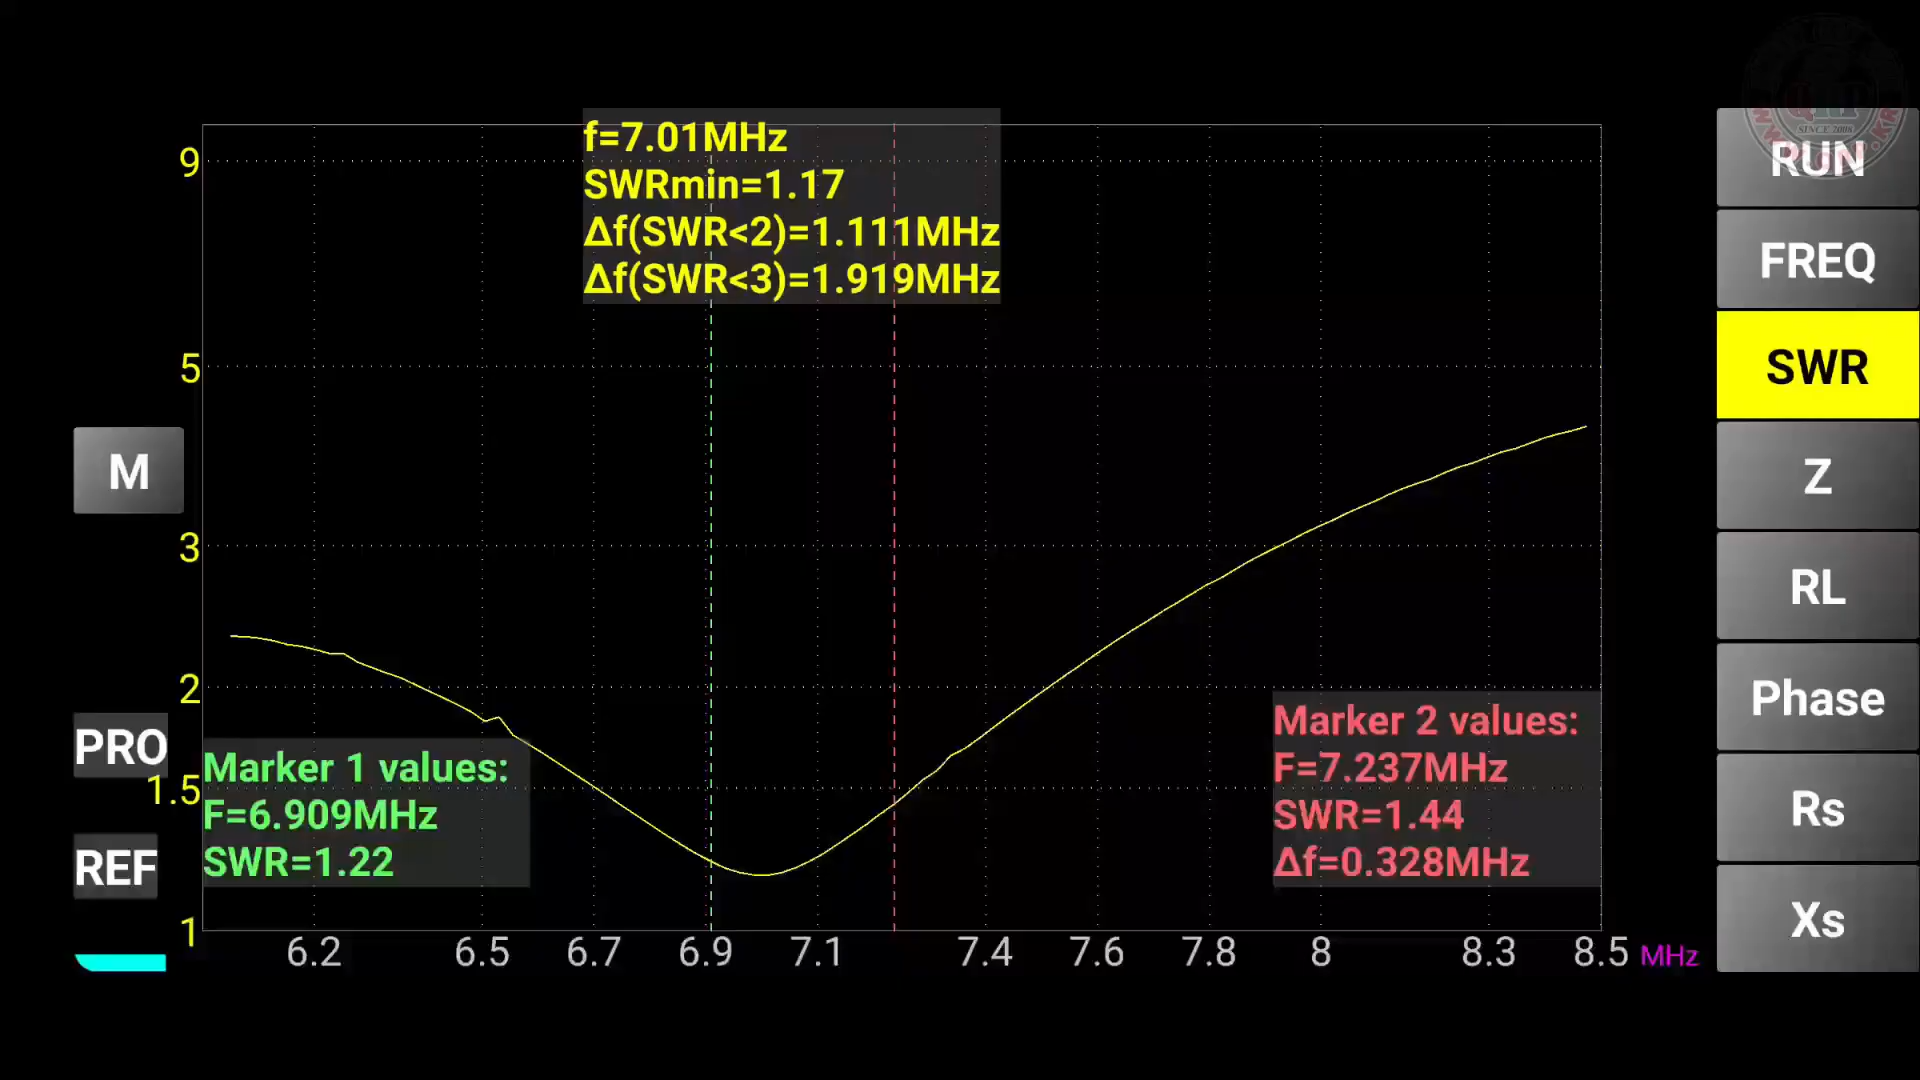 f=7.01MHz
SWRmin=1.17
Δf(SWR<2)=1.111MHz
Δf(SWR<3)=1.919MHz
9
5
3
2
1.5
1
M
PRO
REF
Marker 1 values:
F=6.909MHz
SWR=1.22
Marker 2 values:
F=7.237MHz
SWR=1.44
Δf=0.328MHz
6.2 6.5 6.7 6.9 7.1 7.4 7.6 7.8 8 8.3 8.5 MHz
SINCE 2008
RUN
FREQ
SWR
Z
RL
Phase
Rs
Xs